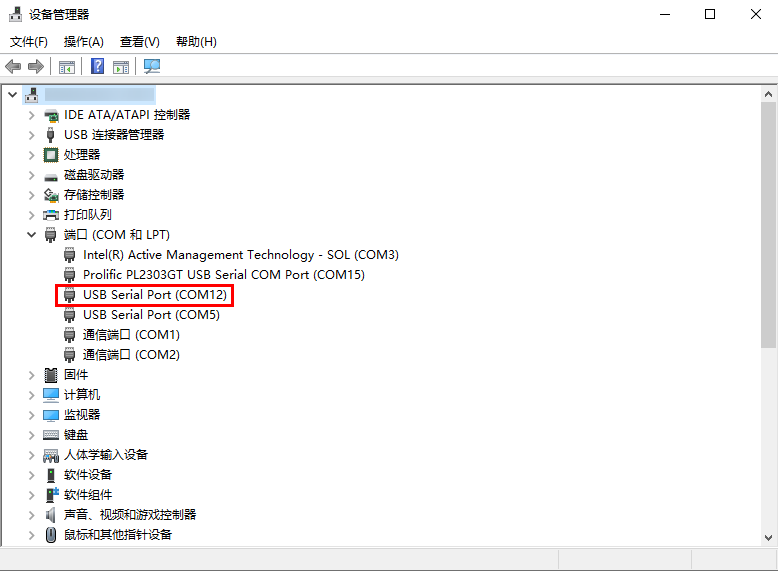 设备管理器
文件(F) 操作(A) 查看(V) 帮助(H)
IDE ATA/ATAPI 控制器
USB 连接器管理器
处理器
磁盘驱动器
存储控制器
打印队列
端口 (COM 和 LPT)
Intel(R) Active Management Technology - SOL (COM3)
Prolific PL2303GT USB Serial COM Port (COM15)
USB Serial Port (COM12)
USB Serial Port (COM5)
通信端口 (COM1)
通信端口 (COM2)
固件
计算机
监视器
键盘
人体学输入设备
软件设备
软件组件
声音、视频和游戏控制器
鼠标和其他指针设备